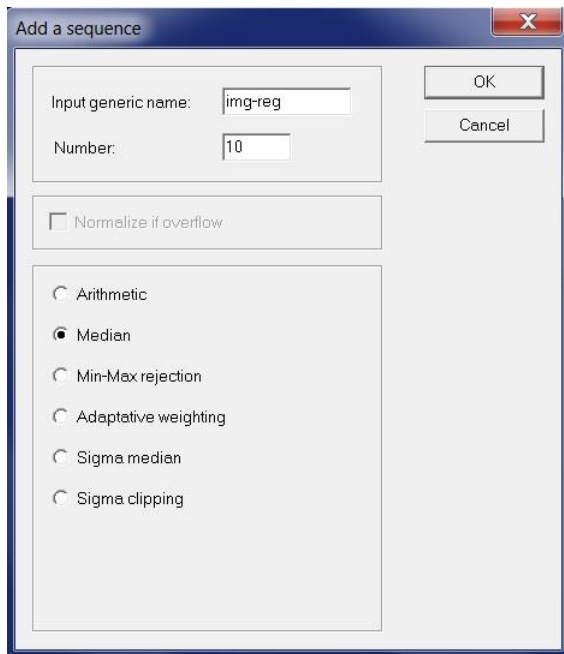 Add a sequence
Input generic name: img-reg
Number: 10
OK
Cancel
Normalize if overflow
Arithmetic
Median
Min-Max rejection
Adaptative weighting
Sigma median
Sigma clipping